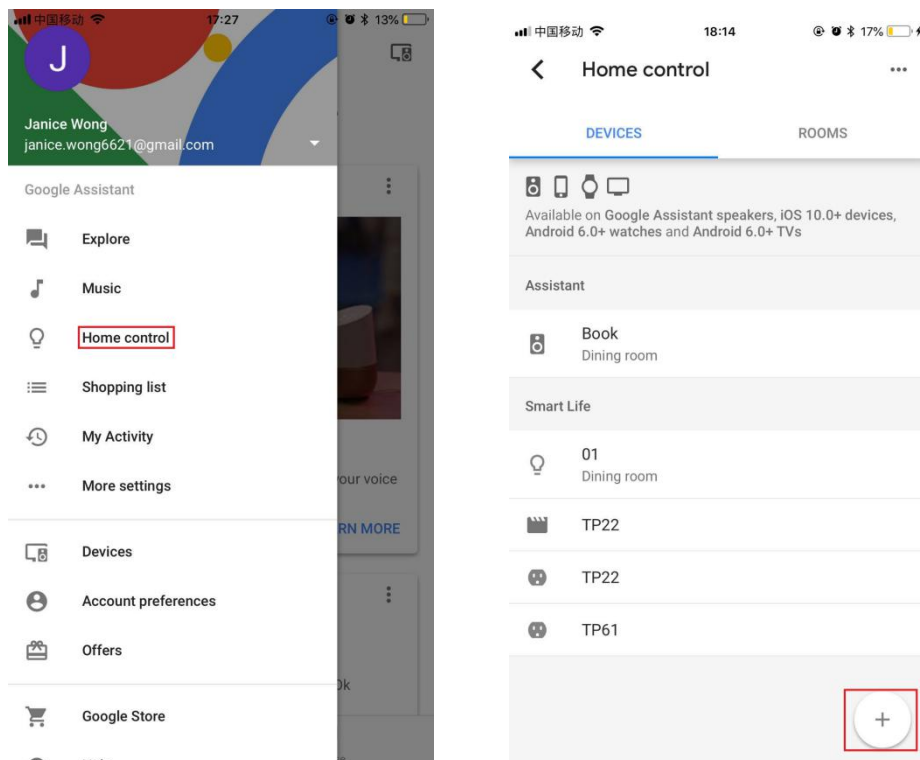 中国移动 17:27 13%
J
Janice Wong
janice.wong6621@gmail.com
Google Assistant
Explore
Music
Home control
Shopping list
My Activity
More settings
Devices
Account preferences
Offers
Google Store
your voice
RN MORE
中国移动 18:14 17%
Home control
DEVICES ROOMS
Available on Google Assistant speakers, iOS 10.0+ devices,
Android 6.0+ watches and Android 6.0+ TVs
Assistant
Book
Dining room
Smart Life
01
Dining room
TP22
TP22
TP61